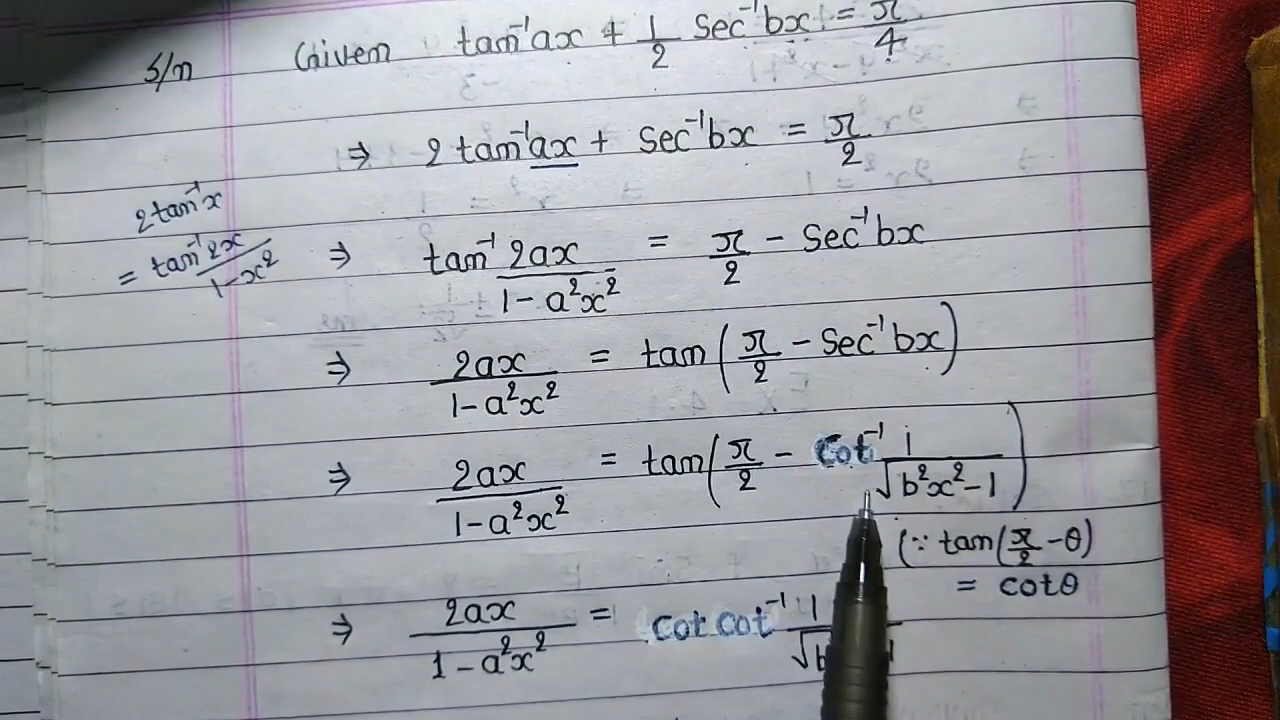 S/n Given tan⁻¹ax + 1/2 sec⁻¹bx = π/4
⇒ 2 tan⁻¹ax + sec⁻¹bx = π/2
2tan⁻¹x
= tan⁻¹ 2x/1-x²
⇒ tan⁻¹ 2ax/1-a²x² = π/2 - sec⁻¹bx
⇒ 2ax/1-a²x² = tan(π/2 - sec⁻¹bx)
⇒ 2ax/1-a²x² = tan(π/2 - cot⁻¹ 1/√b²x²-1)
(∵ tan(π/2 - θ)
= cotθ
⇒ 2ax/1-a²x² = cot cot⁻¹ 1/√b